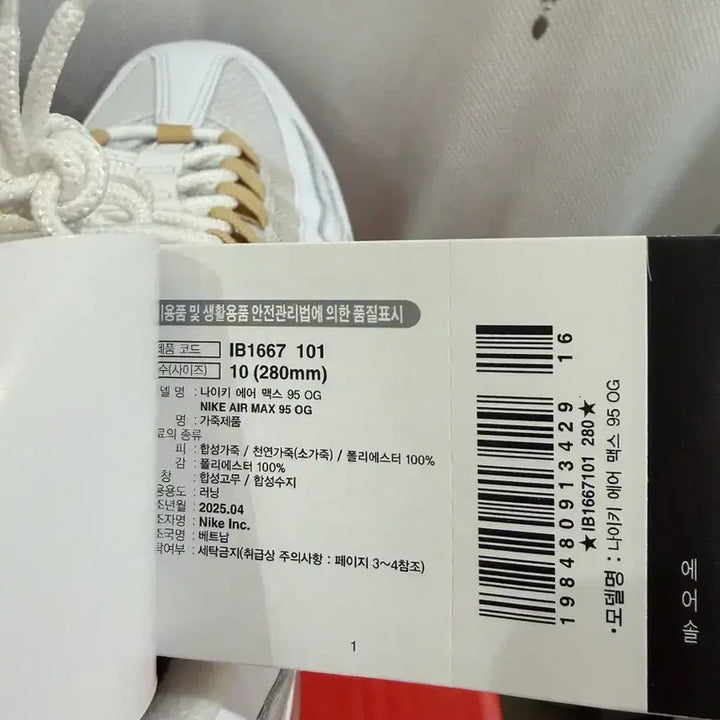 용품 및 생활용품 안전관리법에 의한 품질표시
제품 코드 IB1667 101
수(사이즈) 10 (280mm)
델 명 : 나이키 에어 맥스 95 OG
NIKE AIR MAX 95 OG
명 : 가죽제품
료의 종류
피 : 합성가죽 / 천연가죽(소가죽) / 폴리에스터 100%
감 : 폴리에스터 100%
창 : 합성고무 / 합성수지
용용도 : 러닝
조년월 : 2025.04
조자명 : Nike Inc.
조국명 : 베트남
탁여부 : 세탁금지(취급상 주의사항 : 페이지 3~4참조)
1
198480913429 16
★IB1667101 280★
·모델명 : 나이키 에어 맥스 95 OG
에어솔